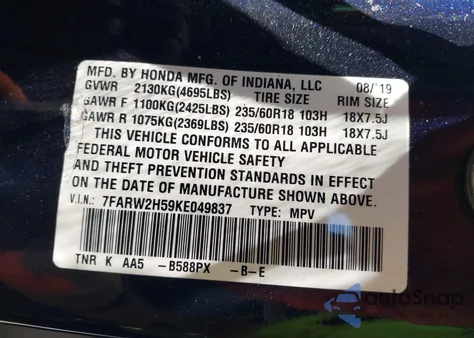 MFD. BY HONDA MFG. OF INDIANA, LLC 08/'19
GVWR 2130KG(4695LBS) TIRE SIZE RIM SIZE
GAWR F 1100KG(2425LBS) 235/60R18 103H 18X7.5J
GAWR R 1075KG(2369LBS) 235/60R18 103H 18X7.5J
THIS VEHICLE CONFORMS TO ALL APPLICABLE
FEDERAL MOTOR VEHICLE SAFETY
AND THEFT PREVENTION STANDARDS IN EFFECT
ON THE DATE OF MANUFACTURE SHOWN ABOVE.
V.I.N.: 7FARW2H59KE049837 TYPE: MPV
TNR K AA5 -B588PX -B-E
AutoSnap